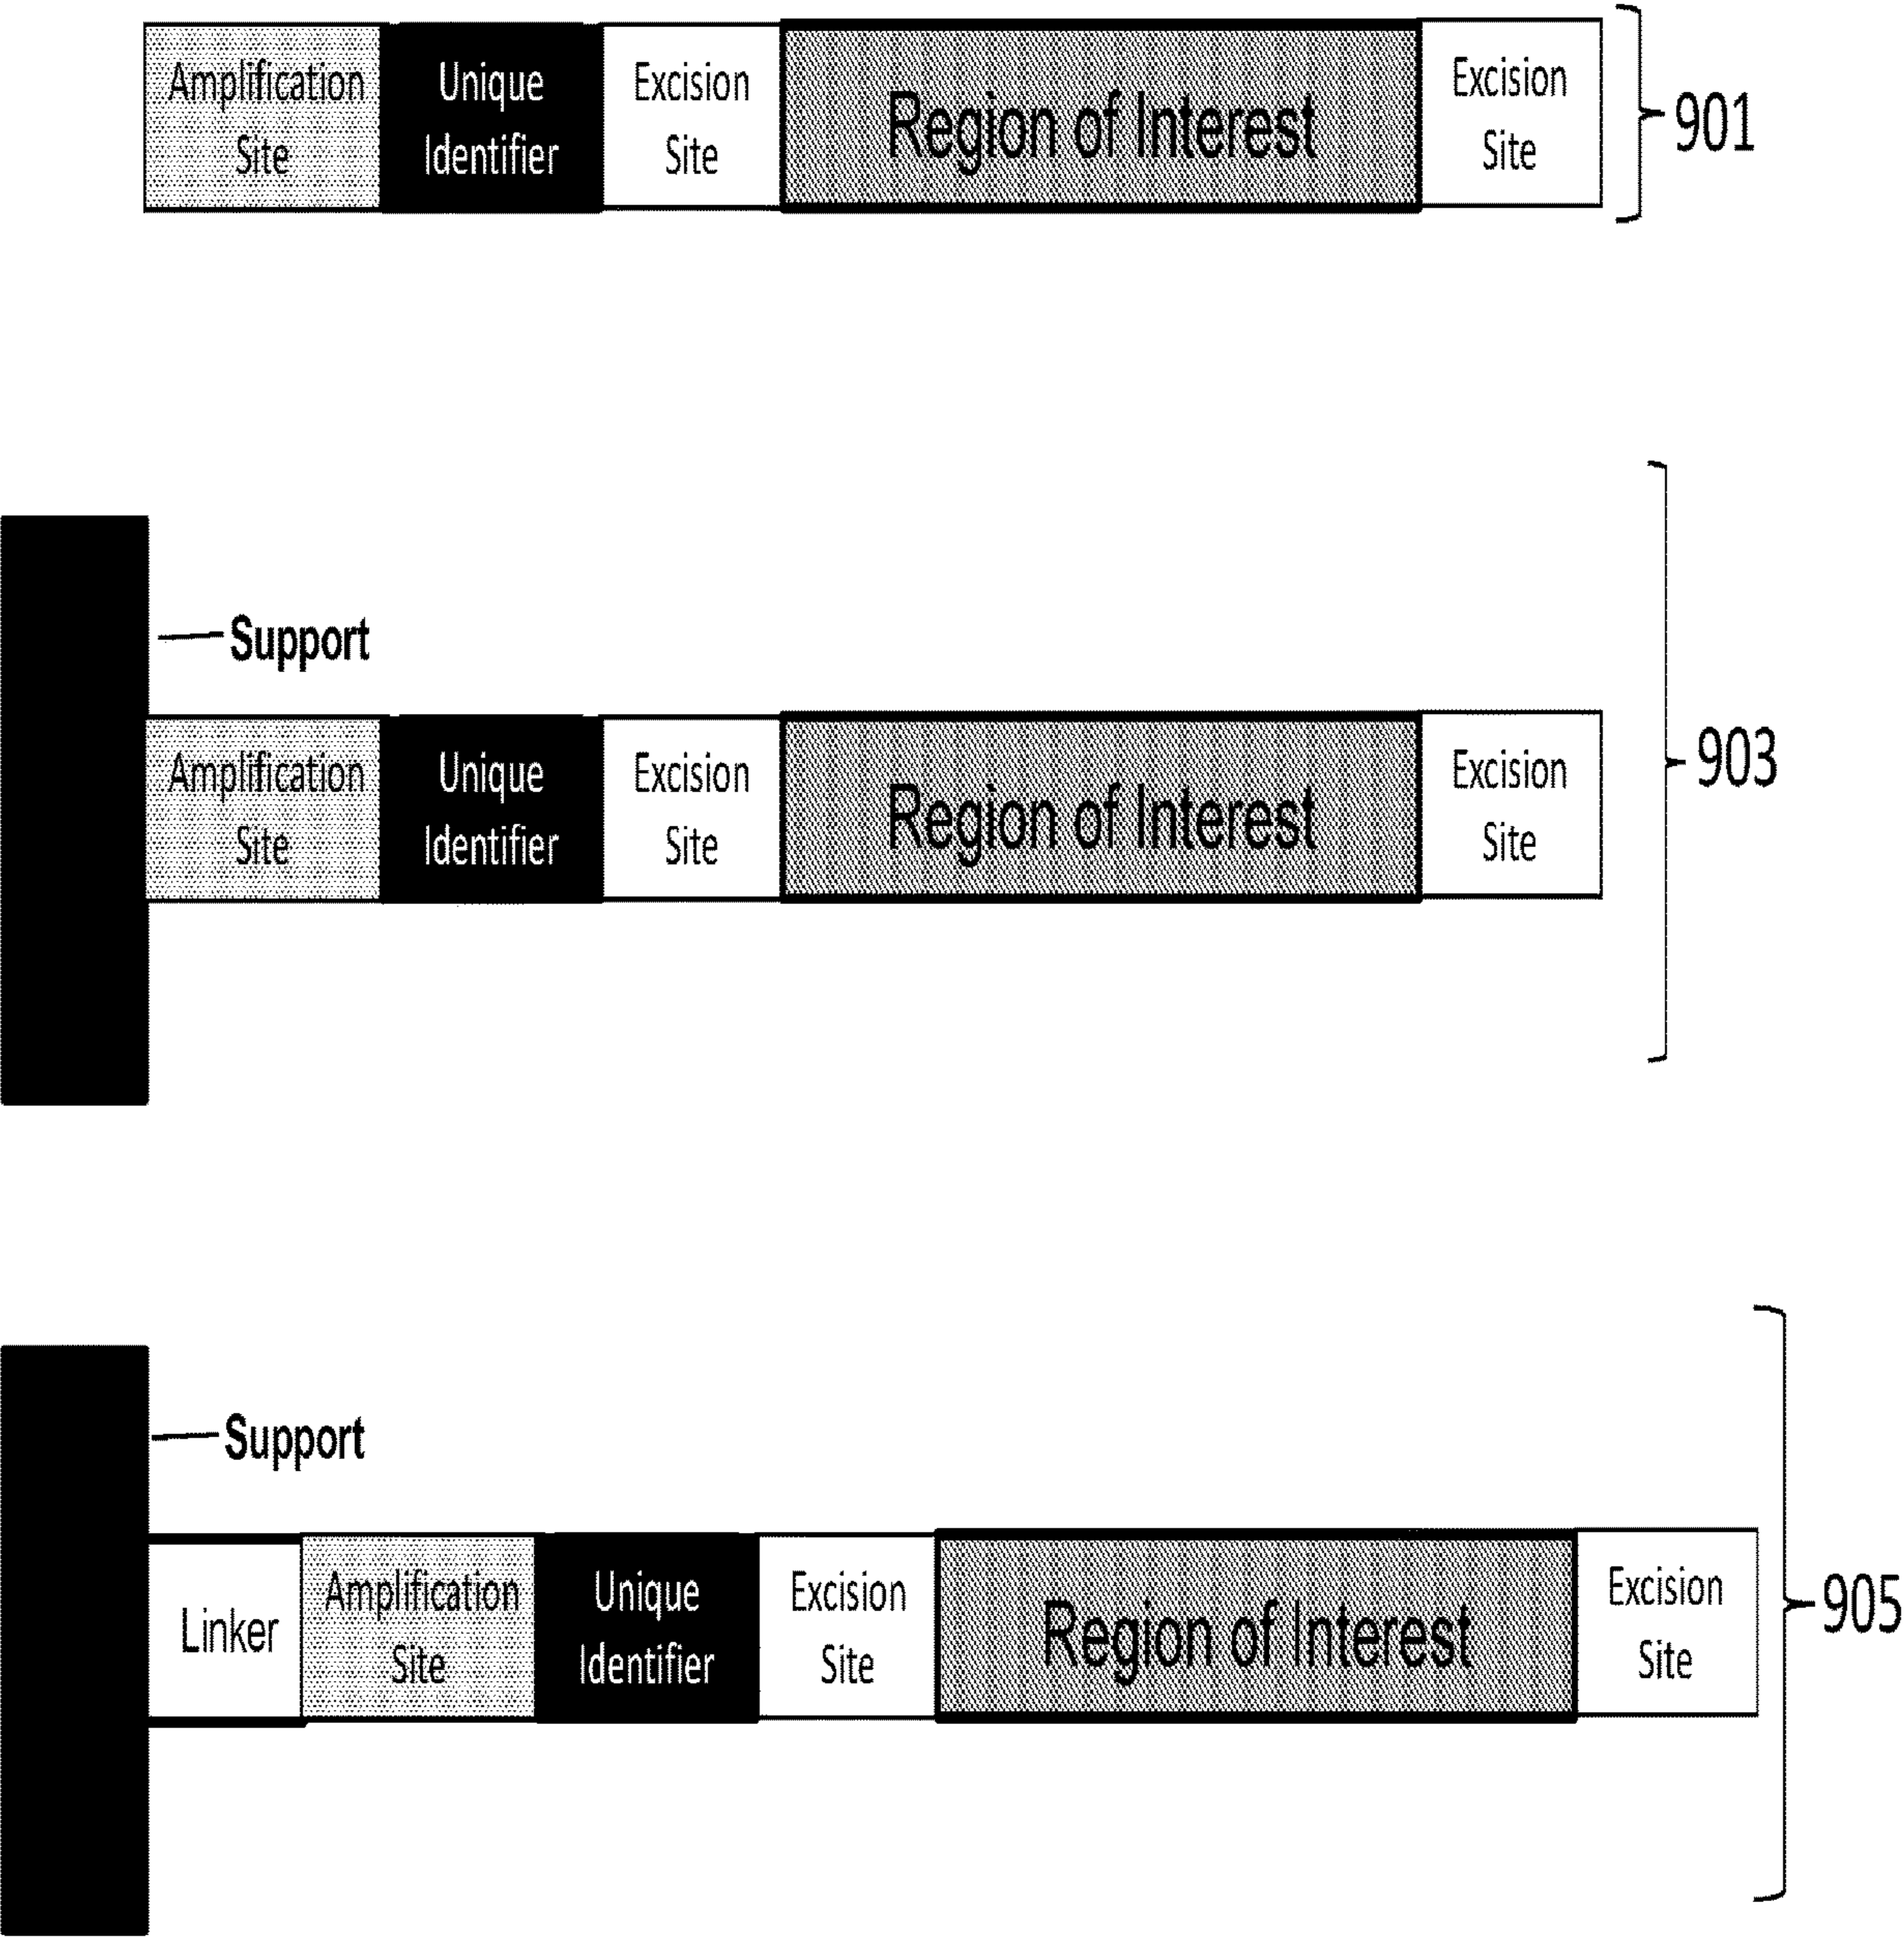 Amplification Site
Unique Identifier
Excision Site
Region of Interest
Excision Site
901
Support
Amplification Site
Unique Identifier
Excision Site
Region of Interest
Excision Site
903
Support
Linker
Amplification Site
Unique Identifier
Excision Site
Region of Interest
Excision Site
905